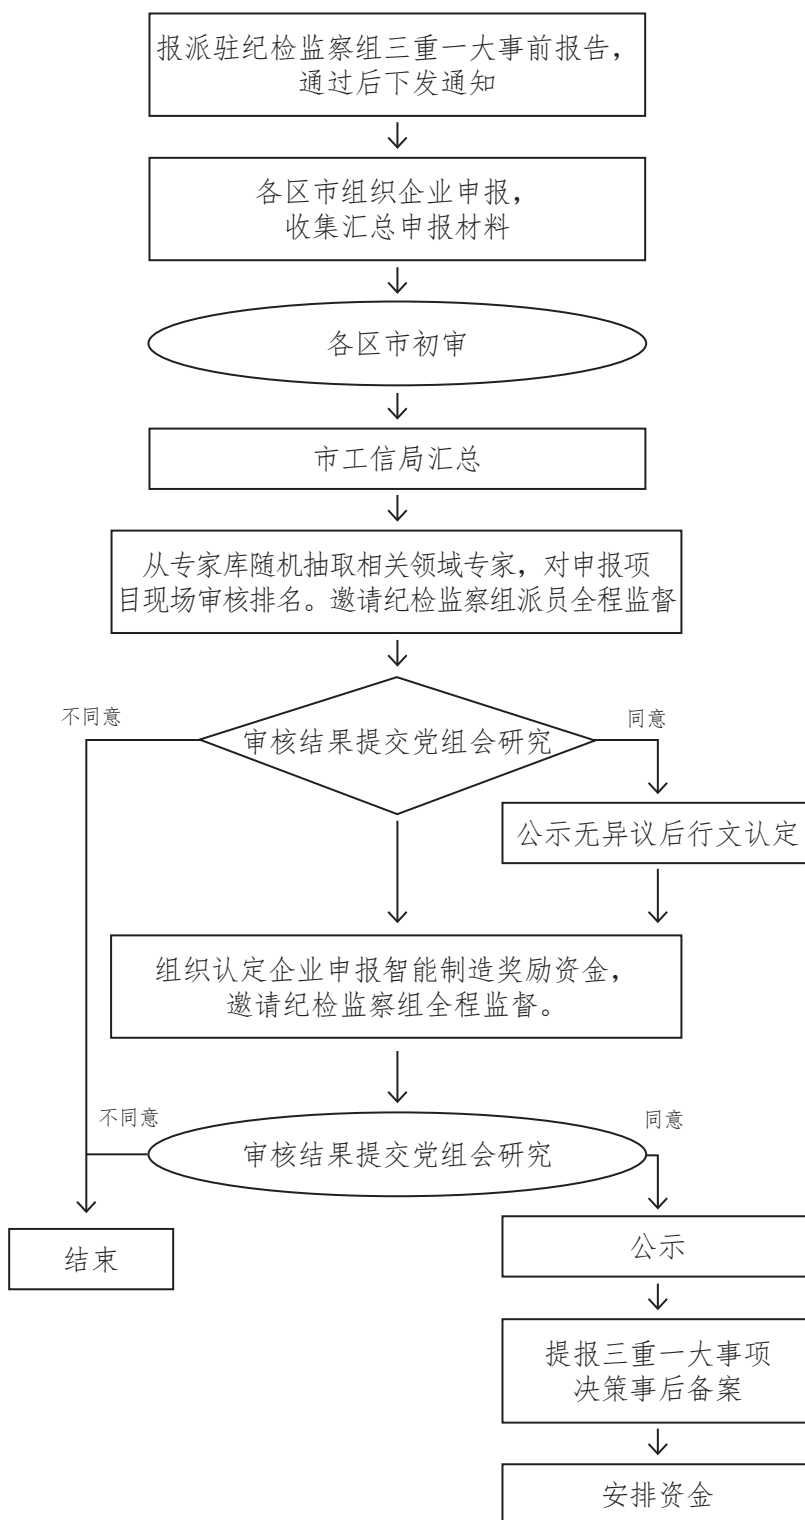 报派驻纪检监察组三重一大事前报告，
通过后下发通知
各区市组织企业申报，
收集汇总申报材料
各区市初审
市工信局汇总
从专家库随机抽取相关领域专家，对申报项
目现场审核排名。邀请纪检监察组派员全程监督
不同意
同意
审核结果提交党组会研究
公示无异议后行文认定
组织认定企业申报智能制造奖励资金，
邀请纪检监察组全程监督。
不同意
同意
审核结果提交党组会研究
结束
公示
提报三重一大事项
决策事后备案
安排资金